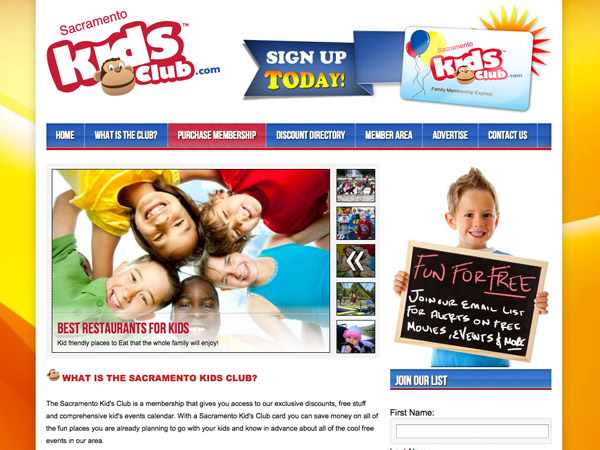 Sacramento
Kids™
Club.com
SIGN UP
TODAY!
Sacramento
Kids™
Club.com
Family Membership Expires:
HOME
WHAT IS THE CLUB?
PURCHASE MEMBERSHIP
DISCOUNT DIRECTORY
MEMBER AREA
ADVERTISE
CONTACT US
BEST RESTAURANTS FOR KIDS
Kid friendly places to Eat that the whole family will enjoy!
FUN FOR FREE
JOIN OUR EMAIL LIST
FOR ALERTS ON FREE
MOVIES, EVENTS & MORE
WHAT IS THE SACRAMENTO KIDS CLUB?
The Sacramento Kid's Club is a membership that gives you access to our exclusive discounts, free stuff
and comprehensive kid's events calendar. With a Sacramento Kid's Club card you can save money on all of
the fun places you are already planning to go with your kids and know in advance about all of the cool free
events in our area.
JOIN OUR LIST
First Name:
Last Name: